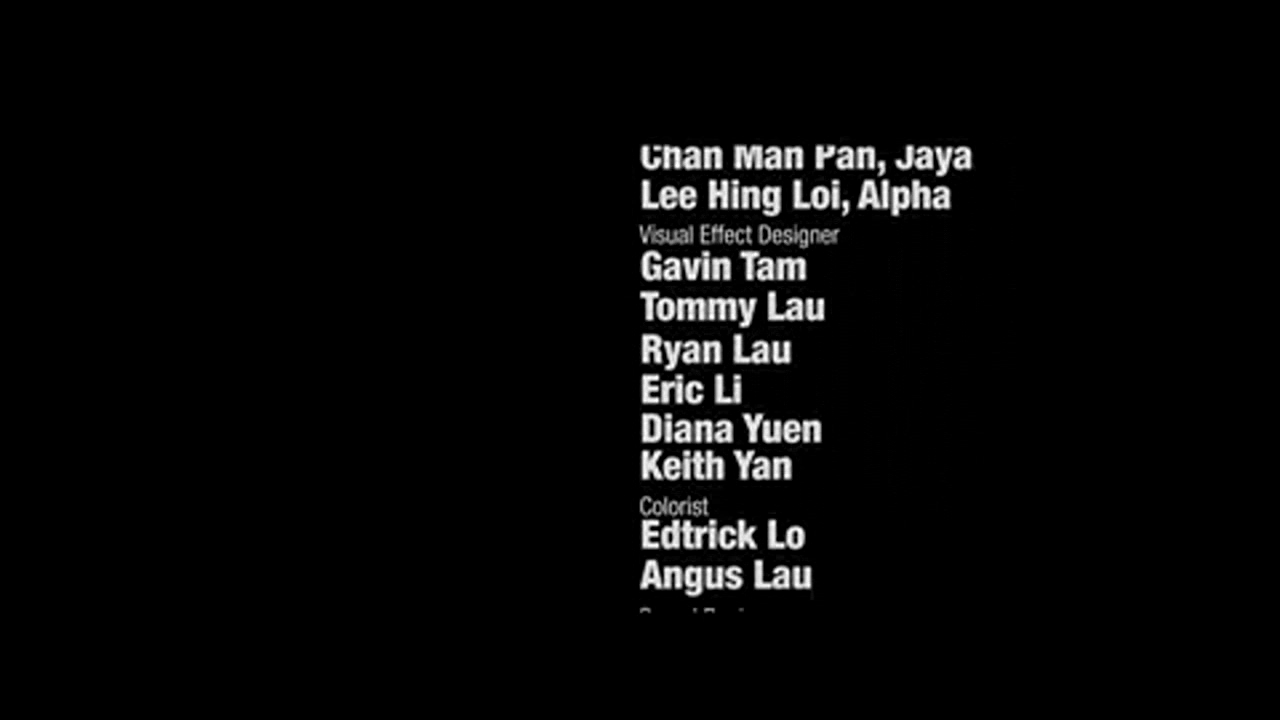 Chan Man Pan, Jaya
Lee Hing Loi, Alpha
Visual Effect Designer
Gavin Tam
Tommy Lau
Ryan Lau
Eric Li
Diana Yuen
Keith Yan
Colorist
Edtrick Lo
Angus Lau